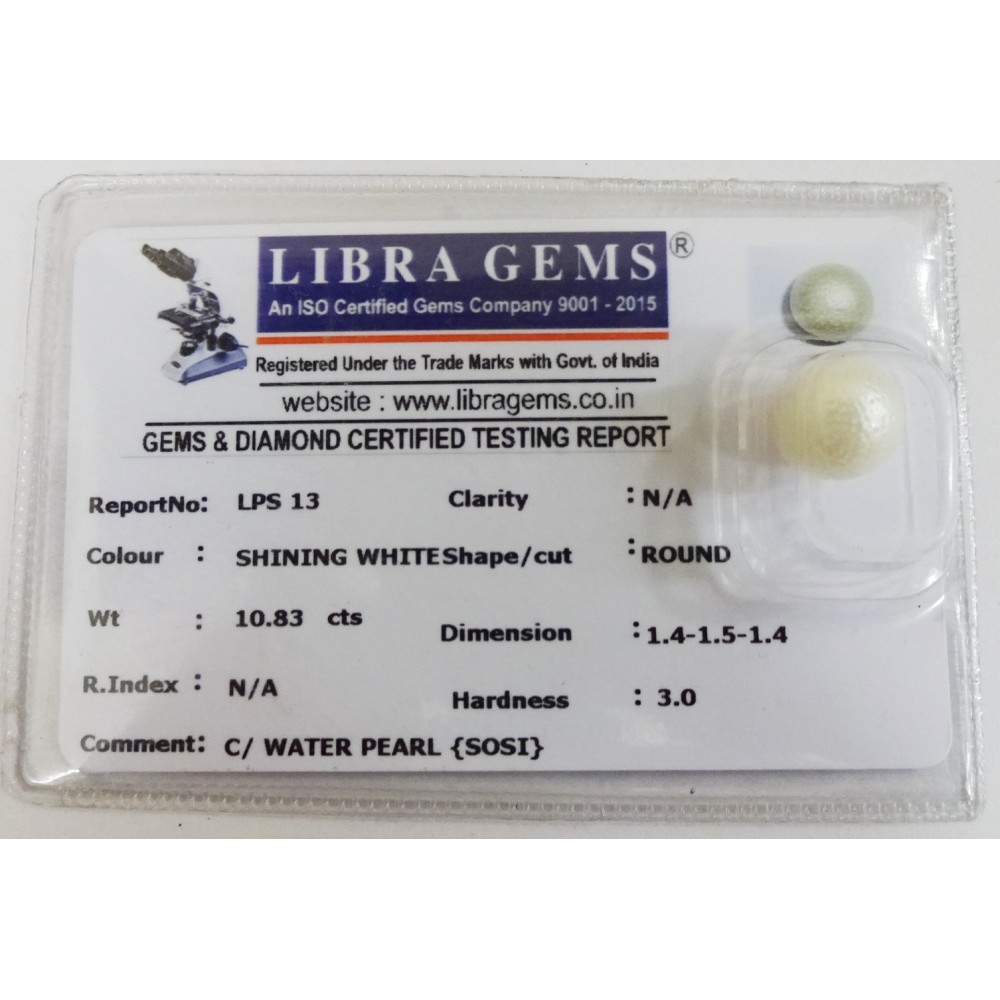 LIBRA GEMS ®
An ISO Certified Gems Company 9001 - 2015
Registered Under the Trade Marks with Govt. of India
website : www.libragems.co.in
GEMS & DIAMOND CERTIFIED TESTING REPORT
ReportNo: LPS 13 Clarity : N/A
Colour : SHINING WHITE Shape/cut : ROUND
Wt : 10.83 cts Dimension : 1.4-1.5-1.4
R.Index : N/A Hardness : 3.0
Comment: C/ WATER PEARL {SOSI}